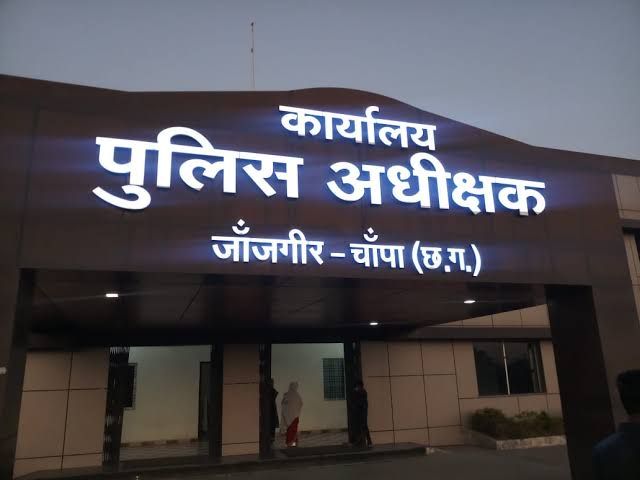 कार्यालय
पुलिस अधीक्षक
जाँजगीर - चाँपा (छ.ग.)